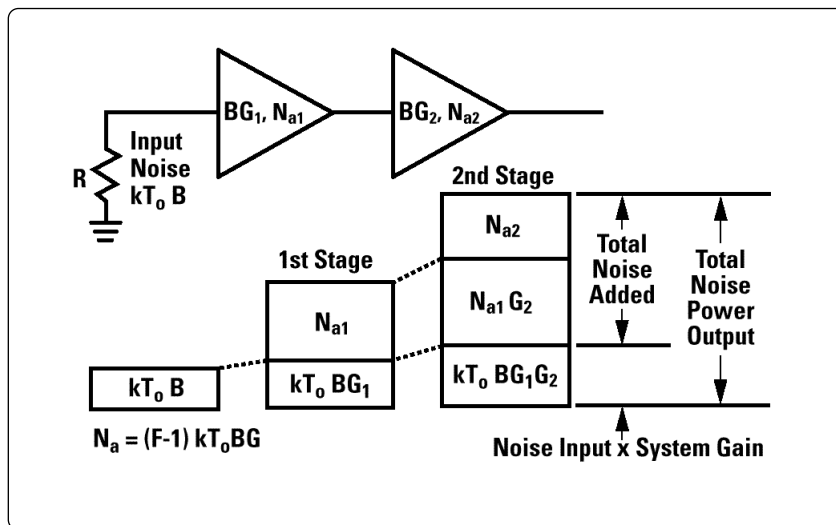 BG₁, Nₐ₁
BG₂, Nₐ₂
Input
Noise
kTₒ B
R
2nd Stage
Nₐ₂
1st Stage
Nₐ₁
Nₐ₁ G₂
kTₒ B
kTₒ BG₁
kTₒ BG₁G₂
Total
Noise
Added
Total
Noise
Power
Output
Nₐ = (F-1) kTₒBG
Noise Input x System Gain